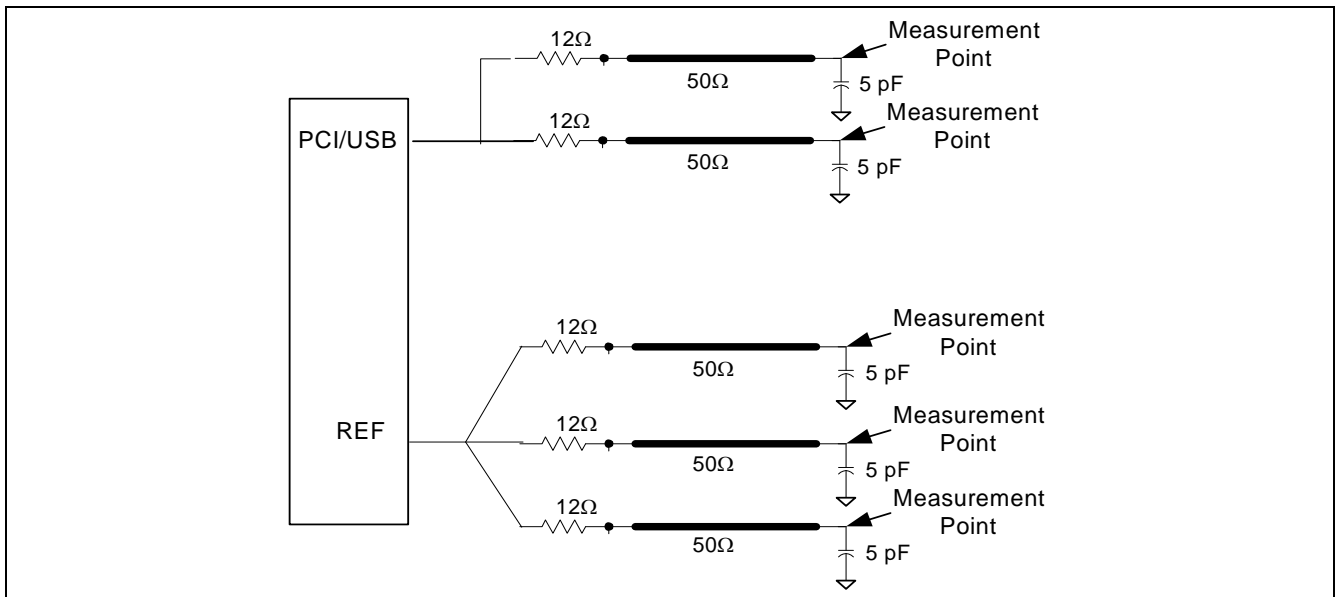 12Ω
Measurement
Point
50Ω
5 pF
PCI/USB
12Ω
Measurement
Point
50Ω
5 pF
12Ω
Measurement
Point
50Ω
5 pF
REF
12Ω
Measurement
Point
50Ω
5 pF
12Ω
Measurement
Point
50Ω
5 pF